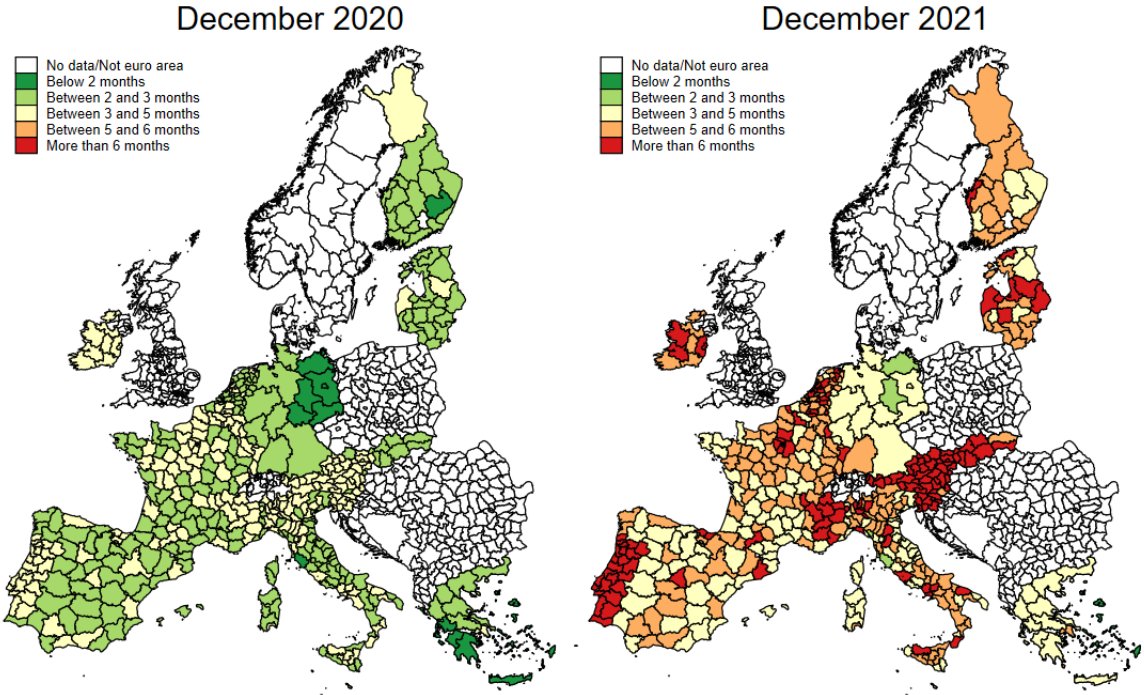 December 2020
No data/Not euro area
Below 2 months
Between 2 and 3 months
Between 3 and 5 months
Between 5 and 6 months
More than 6 months
December 2021
No data/Not euro area
Below 2 months
Between 2 and 3 months
Between 3 and 5 months
Between 5 and 6 months
More than 6 months